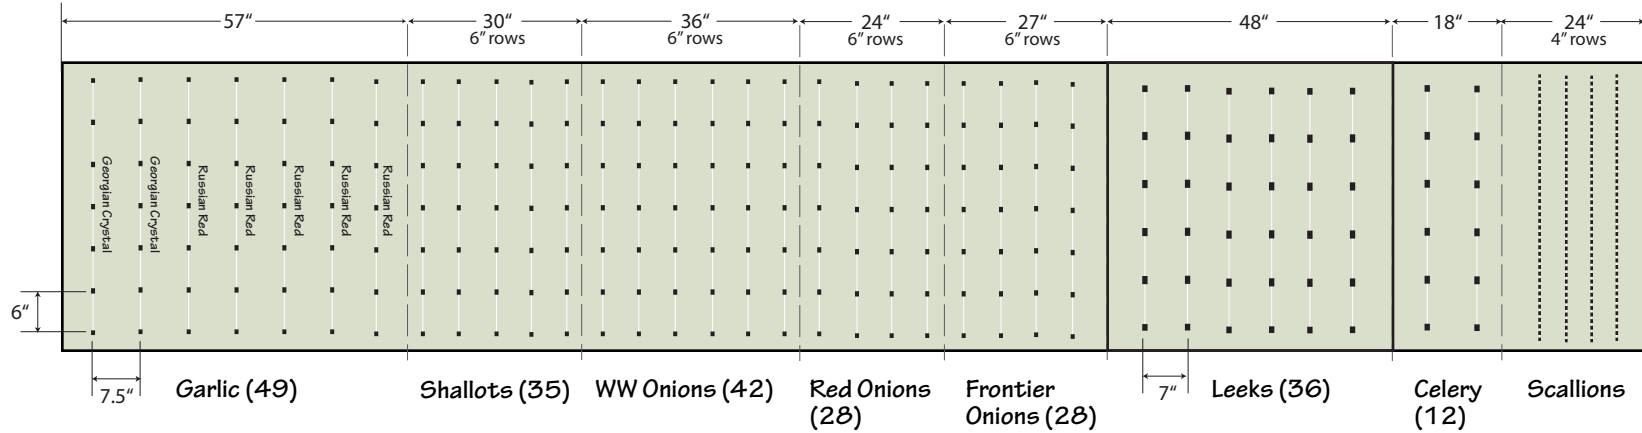 57“
30“
6” rows
36“
6” rows
24“
6” rows
27“
6” rows
48“
18“
24“
4” rows
Georgian Crystal
Georgian Crystal
Russian Red
Russian Red
Russian Red
Russian Red
Russian Red
6“
7.5“
7“
Garlic (49)
Shallots (35)
WW Onions (42)
Red Onions
(28)
Frontier
Onions (28)
Leeks (36)
Celery
(12)
Scallions